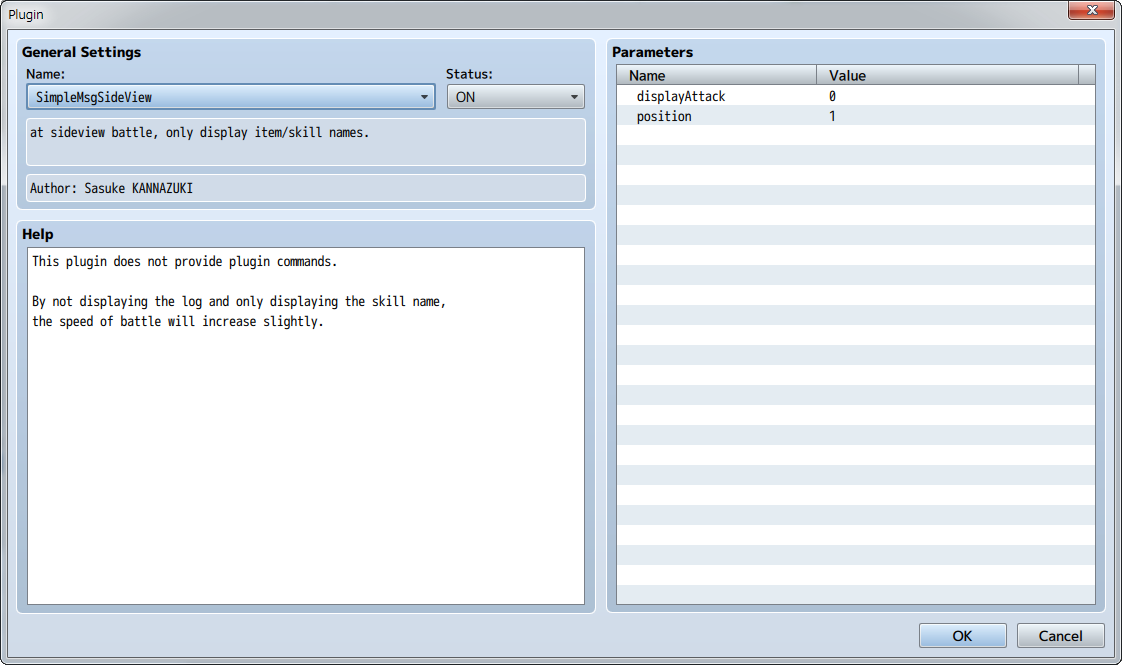 Plugin
General Settings
Name:
Status:
SimpleMsgSideView
ON
at sideview battle, only display item/skill names.
Author: Sasuke KANNAZUKI
Help
This plugin does not provide plugin commands.
By not displaying the log and only displaying the skill name,
the speed of battle will increase slightly.
Parameters
Name Value
displayAttack 0
position 1
OK
Cancel